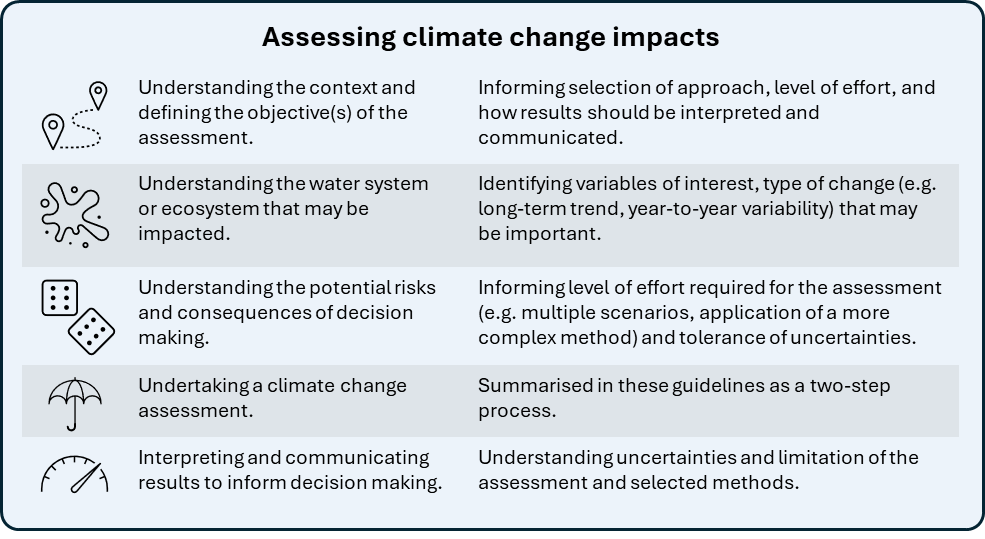 Assessing climate change impacts
Understanding the context and
defining the objective(s) of the
assessment.
Informing selection of approach, level of effort, and
how results should be interpreted and
communicated.
Understanding the water system
or ecosystem that may be
impacted.
Identifying variables of interest, type of change (e.g.
long-term trend, year-to-year variability) that may
be important.
Understanding the potential risks
and consequences of decision
making.
Informing level of effort required for the assessment
(e.g. multiple scenarios, application of a more
complex method) and tolerance of uncertainties.
Undertaking a climate change
assessment.
Summarised in these guidelines as a two-step
process.
Interpreting and communicating
results to inform decision making.
Understanding uncertainties and limitation of the
assessment and selected methods.